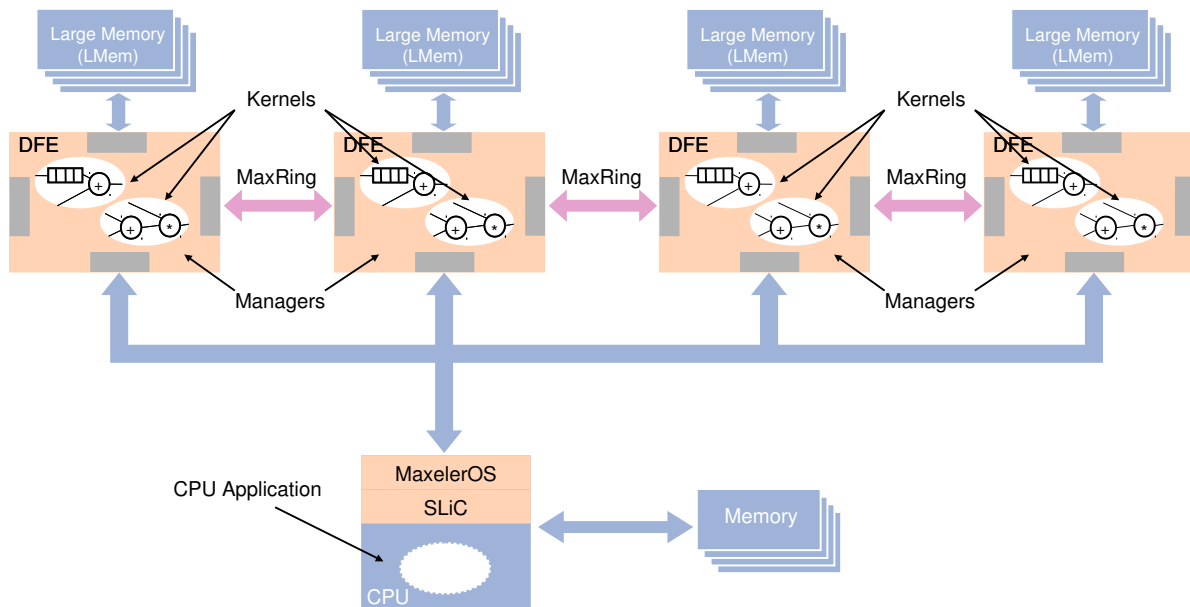 Large Memory
(LMem)
Large Memory
(LMem)
Large Memory
(LMem)
Large Memory
(LMem)
Kernels
Kernels
DFE
DFE
DFE
DFE
+
+
+
+
MaxRing
MaxRing
MaxRing
+ *
+ *
+ *
+ *
Managers
Managers
MaxelerOS
CPU Application
SLiC
Memory
CPU